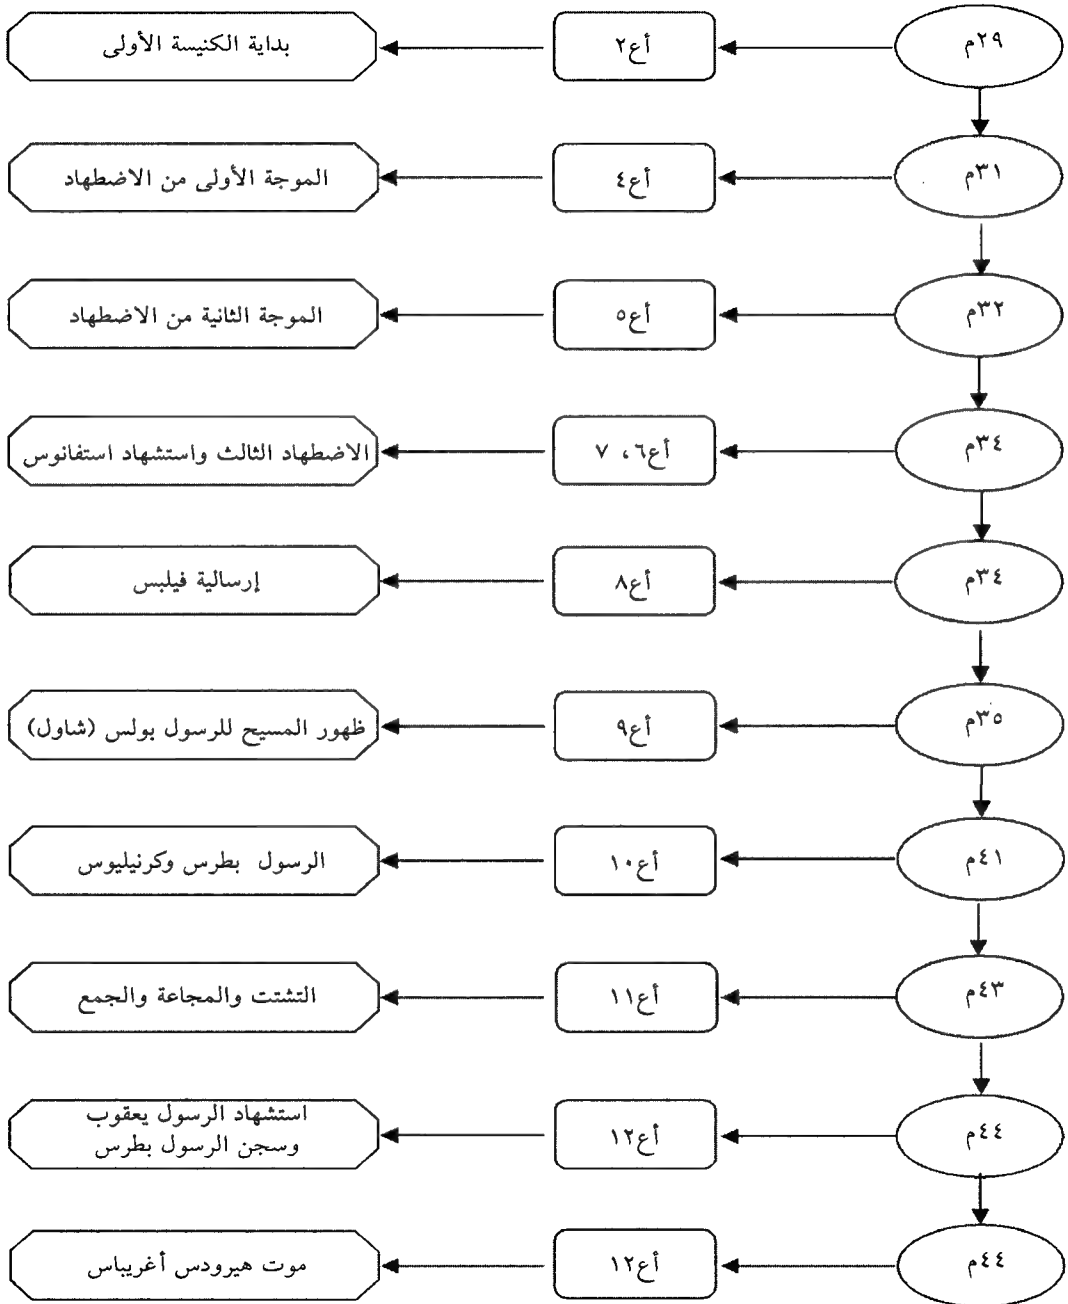 ٢٩م
أع٢
بداية الكنيسة الأولى
٣١م
أع٤
الموجة الأولى من الاضطهاد
٣٢م
أع٥
الموجة الثانية من الاضطهاد
٣٤م
أع٦، ٧
الاضطهاد الثالث واستشهاد استفانوس
٣٤م
أع٨
إرسالية فيلبس
٣٥م
أع٩
ظهور المسيح للرسول بولس (شاول)
٤١م
أع١٠
الرسول بطرس وكرنيليوس
٤٣م
أع١١
التشتت والمجاعة والجمع
٤٤م
أع١٢
استشهاد الرسول يعقوب
وسجن الرسول بطرس
٤٤م
أع١٢
موت هيرودس أغريباس